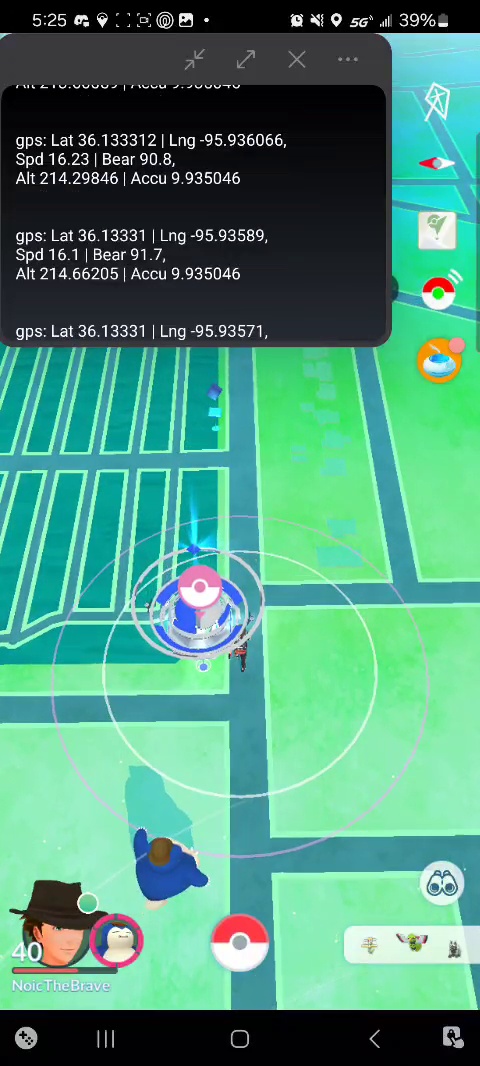 5:25
5G
39%
gps: Lat 36.133312 | Lng -95.936066,
Spd 16.23 | Bear 90.8,
Alt 214.29846 | Accu 9.935046
gps: Lat 36.13331 | Lng -95.93589,
Spd 16.1 | Bear 91.7,
Alt 214.66205 | Accu 9.935046
gps: Lat 36.13331 | Lng -95.93571,
40
NoicTheBrave